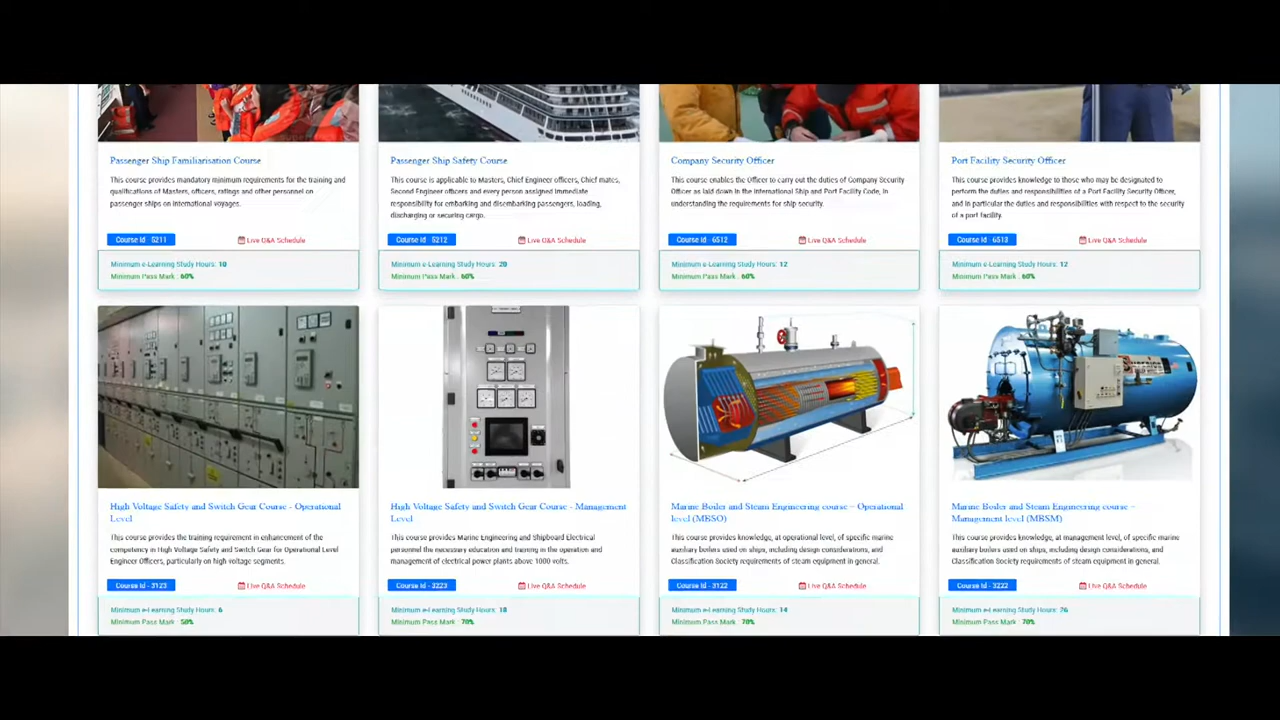 Passenger Ship Familiarisation Course
This course provides mandatory minimum requirements for the training and
qualifications of Masters, officers, ratings and other personnel on
passenger ships on international voyages.
Course Id - 5211
Live Q&A Schedule
Minimum e-Learning Study Hours: 10
Minimum Pass Mark : 60%
Passenger Ship Safety Course
This course is applicable to Masters, Chief Engineer officers, Chief mates,
Second Engineer officers and every person assigned immediate
responsibility for embarking and disembarking passengers, loading,
discharging or securing cargo.
Course Id - 5212
Live Q&A Schedule
Minimum e-Learning Study Hours: 20
Minimum Pass Mark : 60%
Company Security Officer
This course enables the Officer to carry out the duties of Company Security
Officer as laid down in the International Ship and Port Facility Code, in
understanding the requirements for ship security.
Course Id - 6512
Live Q&A Schedule
Minimum e-Learning Study Hours: 12
Minimum Pass Mark : 60%
Port Facility Security Officer
This course provides knowledge to those who may be designated to
perform the duties and responsibilities of a Port Facility Security Officer,
and in particular the duties and responsibilities with respect to the security
of a port facility.
Course Id - 6513
Live Q&A Schedule
Minimum e-Learning Study Hours: 12
Minimum Pass Mark : 60%
High Voltage Safety and Switch Gear Course - Operational
Level
This course provides the training requirement in enhancement of the
competency in High Voltage Safety and Switch Gear for Operational Level
Engineer Officers, particularly on high voltage segments.
Course Id - 3123
Live Q&A Schedule
Minimum e-Learning Study Hours: 6
Minimum Pass Mark : 50%
High Voltage Safety and Switch Gear Course - Management
Level
This course provides Marine Engineering and Shipboard Electrical
personnel the necessary education and training in the operation and
management of electrical power plants above 1000 volts.
Course Id - 3223
Live Q&A Schedule
Minimum e-Learning Study Hours: 18
Minimum Pass Mark : 70%
Marine Boiler and Steam Engineering course – Operational
level (MBSO)
This course provides knowledge, at operational level, of specific marine
auxiliary boilers used on ships, including design considerations, and
Classification Society requirements of steam equipment in general.
Course Id - 3122
Live Q&A Schedule
Minimum e-Learning Study Hours: 14
Minimum Pass Mark : 70%
Marine Boiler and Steam Engineering course –
Management level (MBSM)
This course provides knowledge, at management level, of specific marine
auxiliary boilers used on ships, including design considerations, and
Classification Society requirements of steam equipment in general.
Course Id - 3222
Live Q&A Schedule
Minimum e-Learning Study Hours: 26
Minimum Pass Mark : 70%